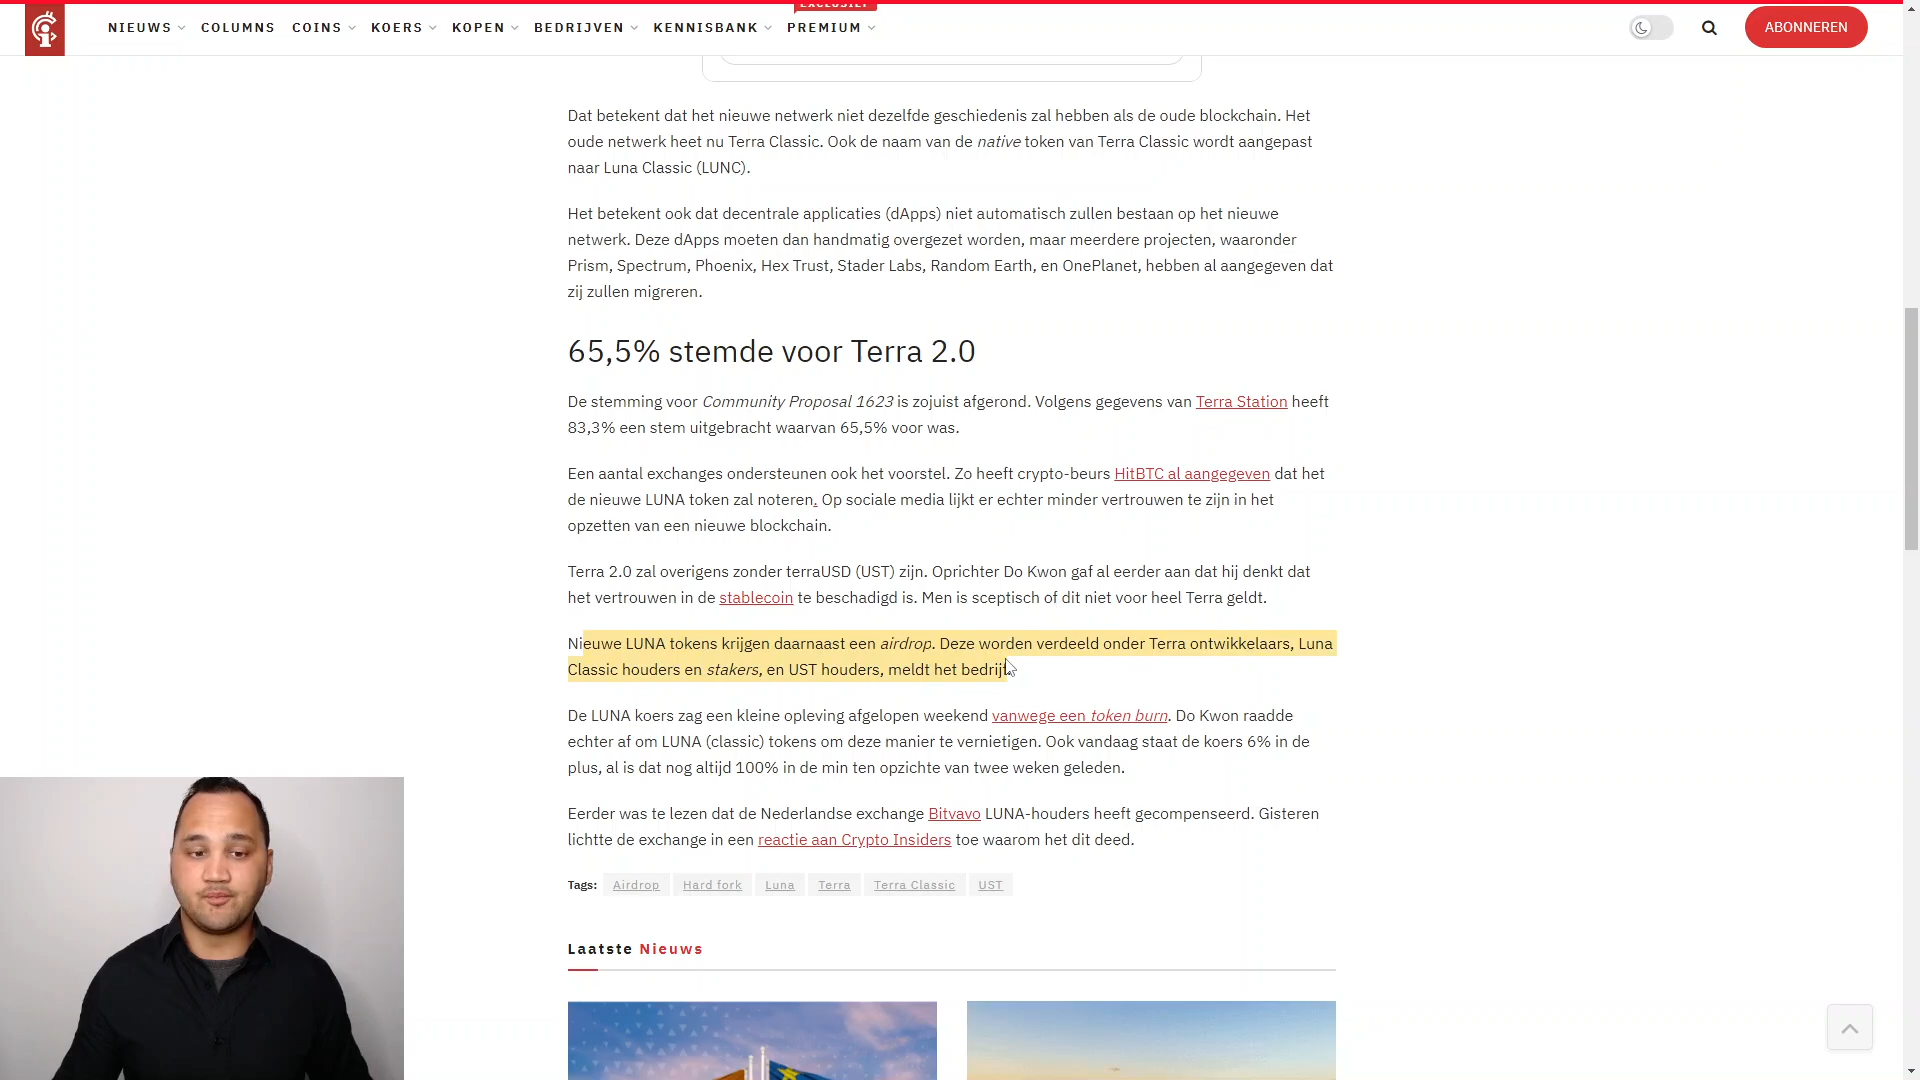 EXCLUSIEF
NIEUWS COLUMNS COINS KOERS KOPEN BEDRIJVEN KENNISBANK PREMIUM ABONNEREN
Dat betekent dat het nieuwe netwerk niet dezelfde geschiedenis zal hebben als de oude blockchain. Het
oude netwerk heet nu Terra Classic. Ook de naam van de native token van Terra Classic wordt aangepast
naar Luna Classic (LUNC).
Het betekent ook dat decentrale applicaties (dApps) niet automatisch zullen bestaan op het nieuwe
netwerk. Deze dApps moeten dan handmatig overgezet worden, maar meerdere projecten, waaronder
Prism, Spectrum, Phoenix, Hex Trust, Stader Labs, Random Earth, en OnePlanet, hebben al aangegeven dat
zij zullen migreren.
65,5% stemde voor Terra 2.0
De stemming voor Community Proposal 1623 is zojuist afgerond. Volgens gegevens van Terra Station heeft
83,3% een stem uitgebracht waarvan 65,5% voor was.
Een aantal exchanges ondersteunen ook het voorstel. Zo heeft crypto-beurs HitBTC al aangegeven dat het
de nieuwe LUNA token zal noteren. Op sociale media lijkt er echter minder vertrouwen te zijn in het
opzetten van een nieuwe blockchain.
Terra 2.0 zal overigens zonder terraUSD (UST) zijn. Oprichter Do Kwon gaf al eerder aan dat hij denkt dat
het vertrouwen in de stablecoin te beschadigd is. Men is sceptisch of dit niet voor heel Terra geldt.
Nieuwe LUNA tokens krijgen daarnaast een airdrop. Deze worden verdeeld onder Terra ontwikkelaars, Luna
Classic houders en stakers, en UST houders, meldt het bedrijf.
De LUNA koers zag een kleine opleving afgelopen weekend vanwege een token burn. Do Kwon raadde
echter af om LUNA (classic) tokens om deze manier te vernietigen. Ook vandaag staat de koers 6% in de
plus, al is dat nog altijd 100% in de min ten opzichte van twee weken geleden.
Eerder was te lezen dat de Nederlandse exchange Bitvavo LUNA-houders heeft gecompenseerd. Gisteren
lichtte de exchange in een reactie aan Crypto Insiders toe waarom het dit deed.
Tags: Airdrop Hard fork Luna Terra Terra Classic UST
Laatste Nieuws